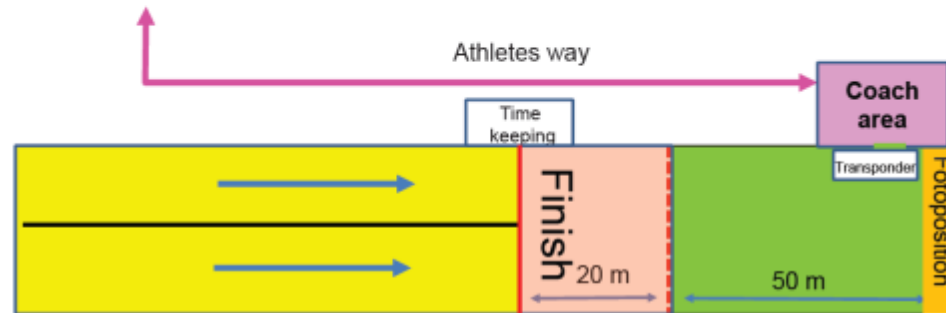 Athletes way
Coach
area
Time
keeping
Transponder
Finish
20 m
50 m
Fotoposition